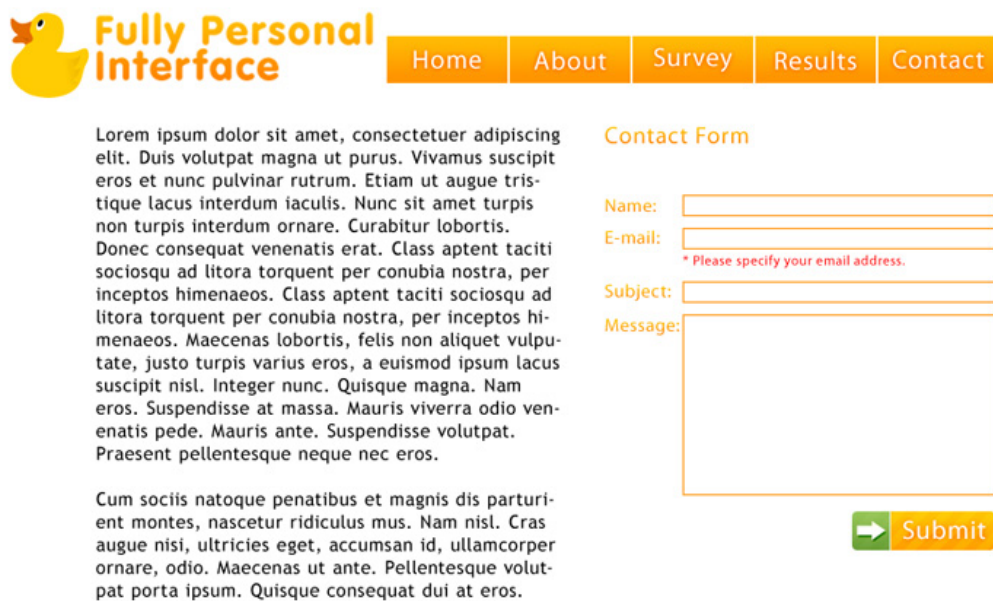 Fully Personal
Interface
Home
About
Survey
Results
Contact
Lorem ipsum dolor sit amet, consectetuer adipiscing
elit. Duis volutpat magna ut purus. Vivamus suscipit
eros et nunc pulvinar rutrum. Etiam ut augue tris-
tique lacus interdum iaculis. Nunc sit amet turpis
non turpis interdum ornare. Curabitur lobortis.
Donec consequat venenatis erat. Class aptent taciti
sociosqu ad litora torquent per conubia nostra, per
inceptos himenaeos. Class aptent taciti sociosqu ad
litora torquent per conubia nostra, per inceptos hi-
menaeos. Maecenas lobortis, felis non aliquet vulpu-
tate, justo turpis varius eros, a euismod ipsum lacus
suscipit nisl. Integer nunc. Quisque magna. Nam
eros. Suspendisse at massa. Mauris viverra odio ven-
enatis pede. Mauris ante. Suspendisse volutpat.
Praesent pellentesque neque nec eros.
Cum sociis natoque penatibus et magnis dis parturi-
ent montes, nascetur ridiculus mus. Nam nisl. Cras
augue nisi, ultricies eget, accumsan id, ullamcorper
ornare, odio. Maecenas ut ante. Pellentesque volut-
pat porta ipsum. Quisque consequat dui at eros.
Contact Form
Name:
E-mail:
* Please specify your email address.
Subject:
Message:
Submit